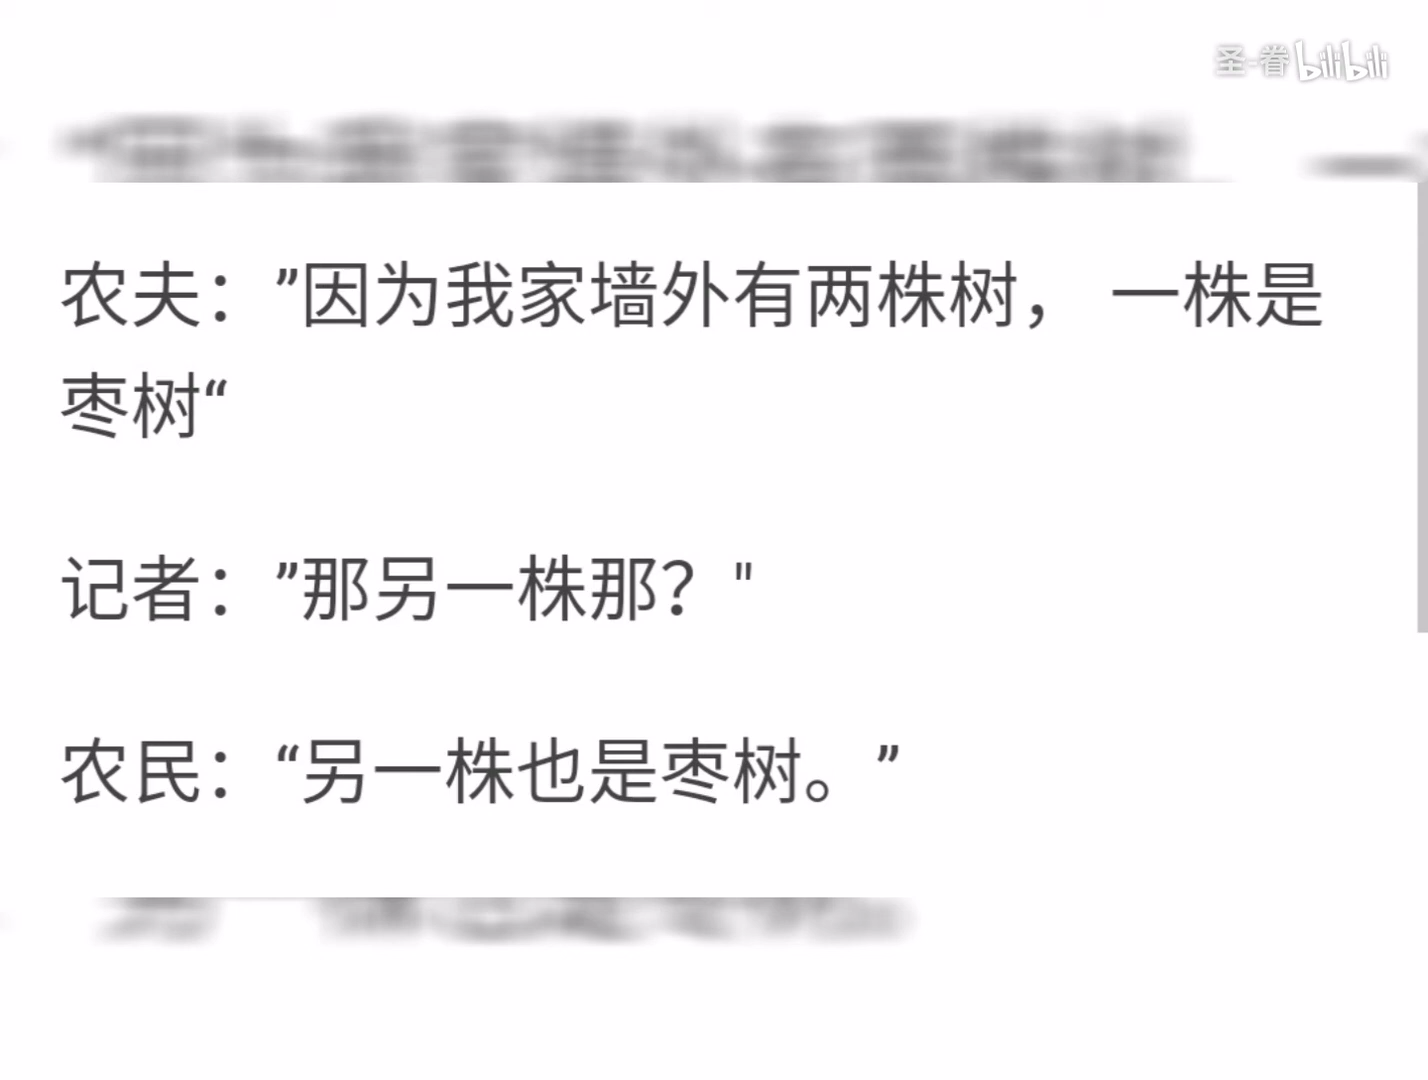 圣-眷 bilibili
农夫：”因为我家墙外有两株树， 一株是
枣树“
记者：”那另一株那？"
农民：“另一株也是枣树。”